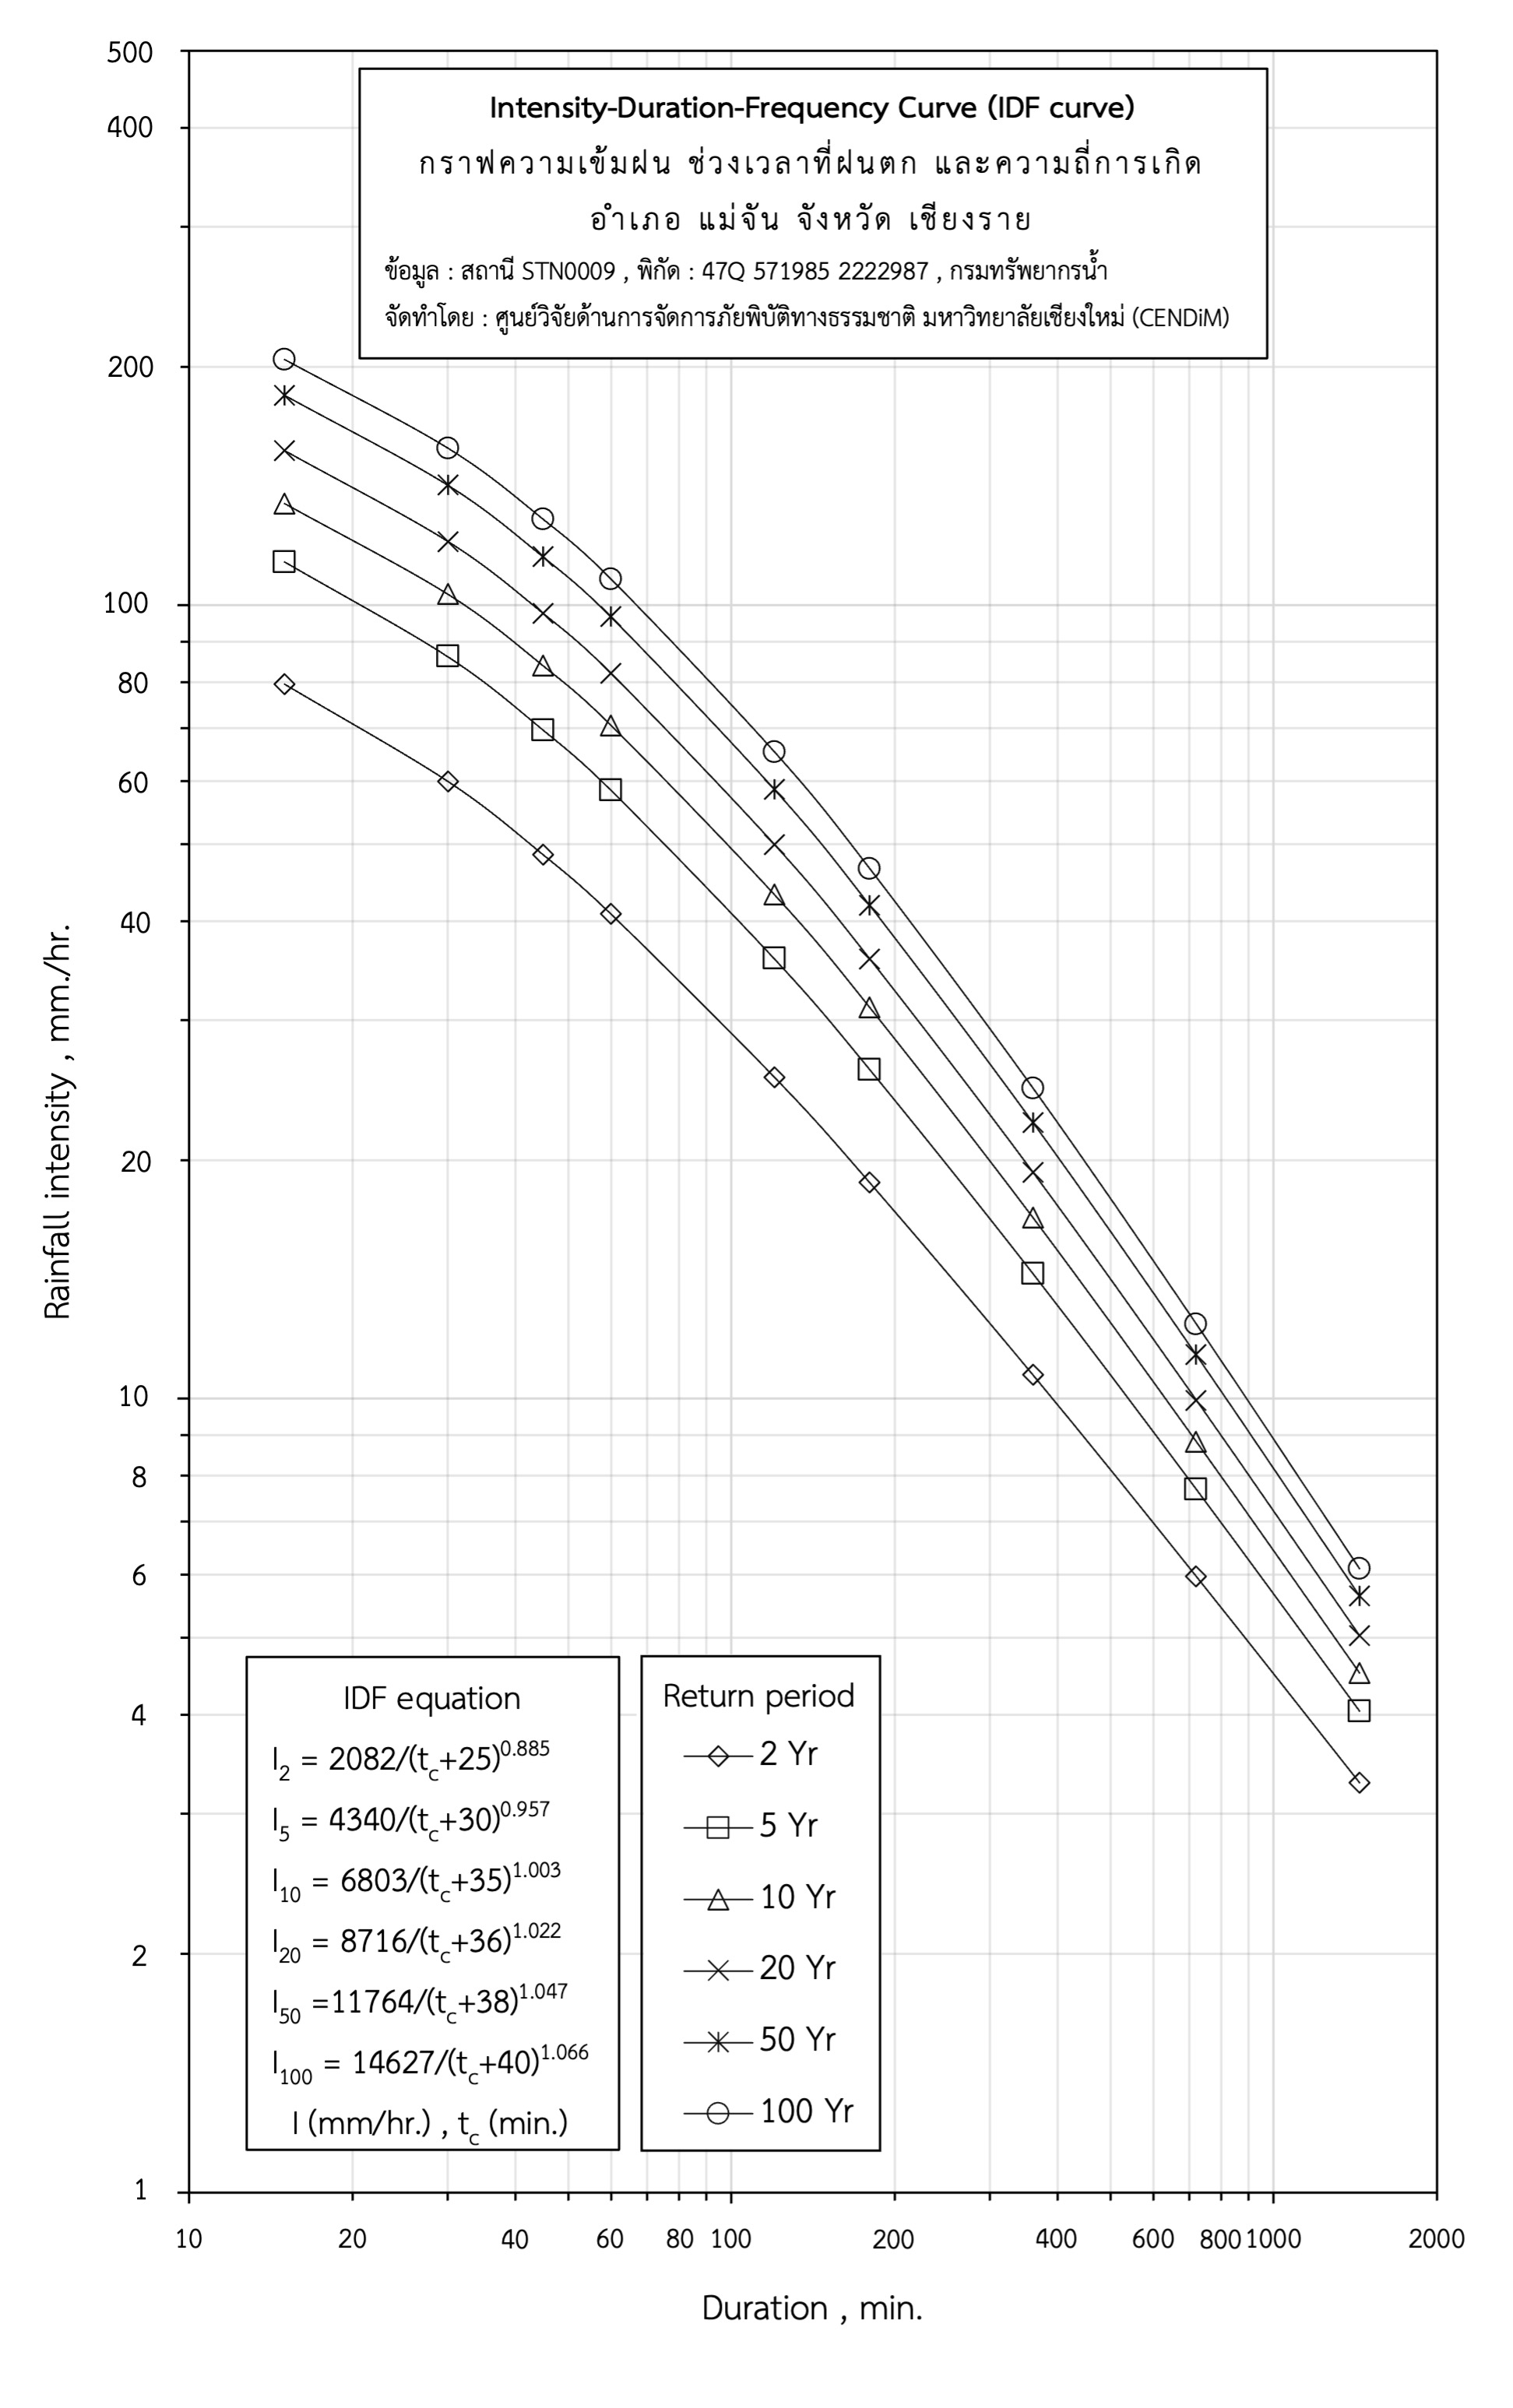 500
Intensity-Duration-Frequency Curve (IDF curve)
400
กราฟความเข้มฝน ช่วงเวลาที่ฝนตก และความถี่การเกิด
อำเภอ แม่จัน จังหวัด เชียงราย
ข้อมูล : สถานี STN0009 , พิกัด : 47Q 571985 2222987 , กรมทรัพยากรน้ำ
จัดทำโดย : ศูนย์วิจัยด้านการจัดการภัยพิบัติทางธรรมชาติ มหาวิทยาลัยเชียงใหม่ (CENDiM)
200
100
80
60
40
20
10
8
6
4
2
1
Rainfall intensity , mm./hr.
IDF equation
I₂ = 2082/(t_c+25)^0.885
I₅ = 4340/(t_c+30)^0.957
I₁₀ = 6803/(t_c+35)^1.003
I₂₀ = 8716/(t_c+36)^1.022
I₅₀ =11764/(t_c+38)^1.047
I₁₀₀ = 14627/(t_c+40)^1.066
I (mm/hr.) , t_c (min.)
Return period
2 Yr
5 Yr
10 Yr
20 Yr
50 Yr
100 Yr
10 20 40 60 80 100 200 400 600 800 1000 2000
Duration , min.